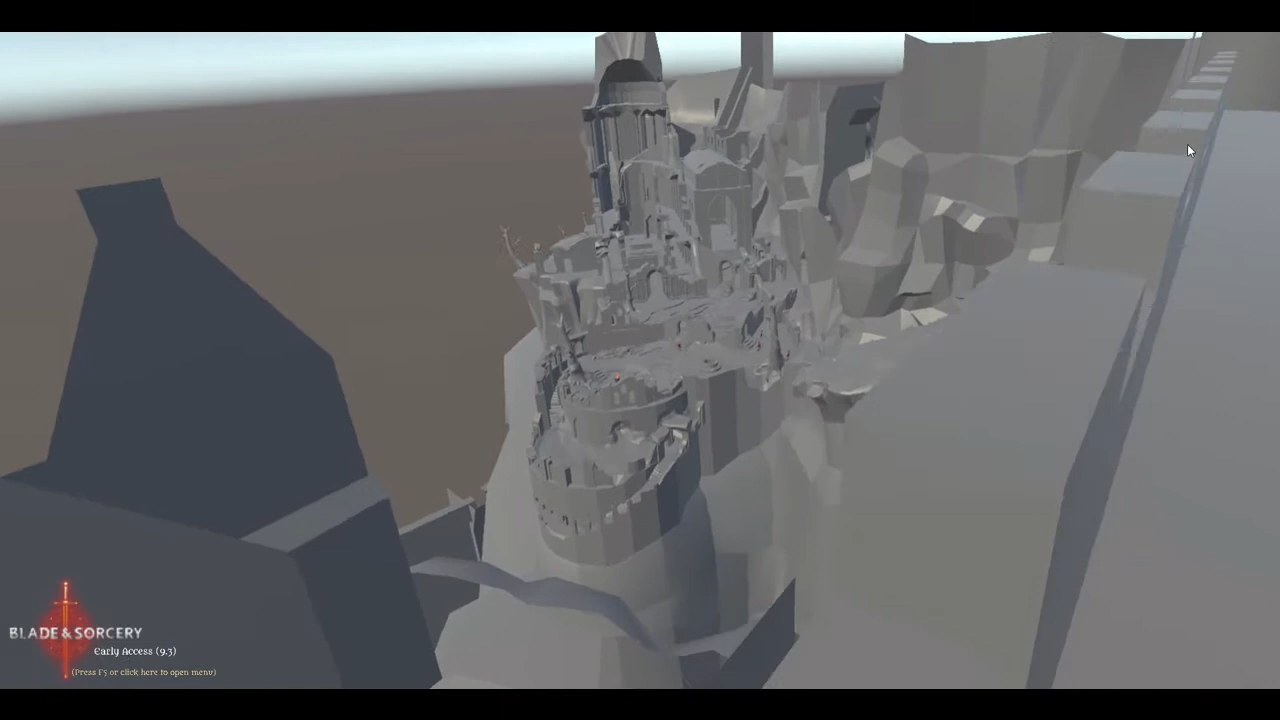 BLADE & SORCERY
Early Access (9.3)
(Press F5 or click here to open menu)